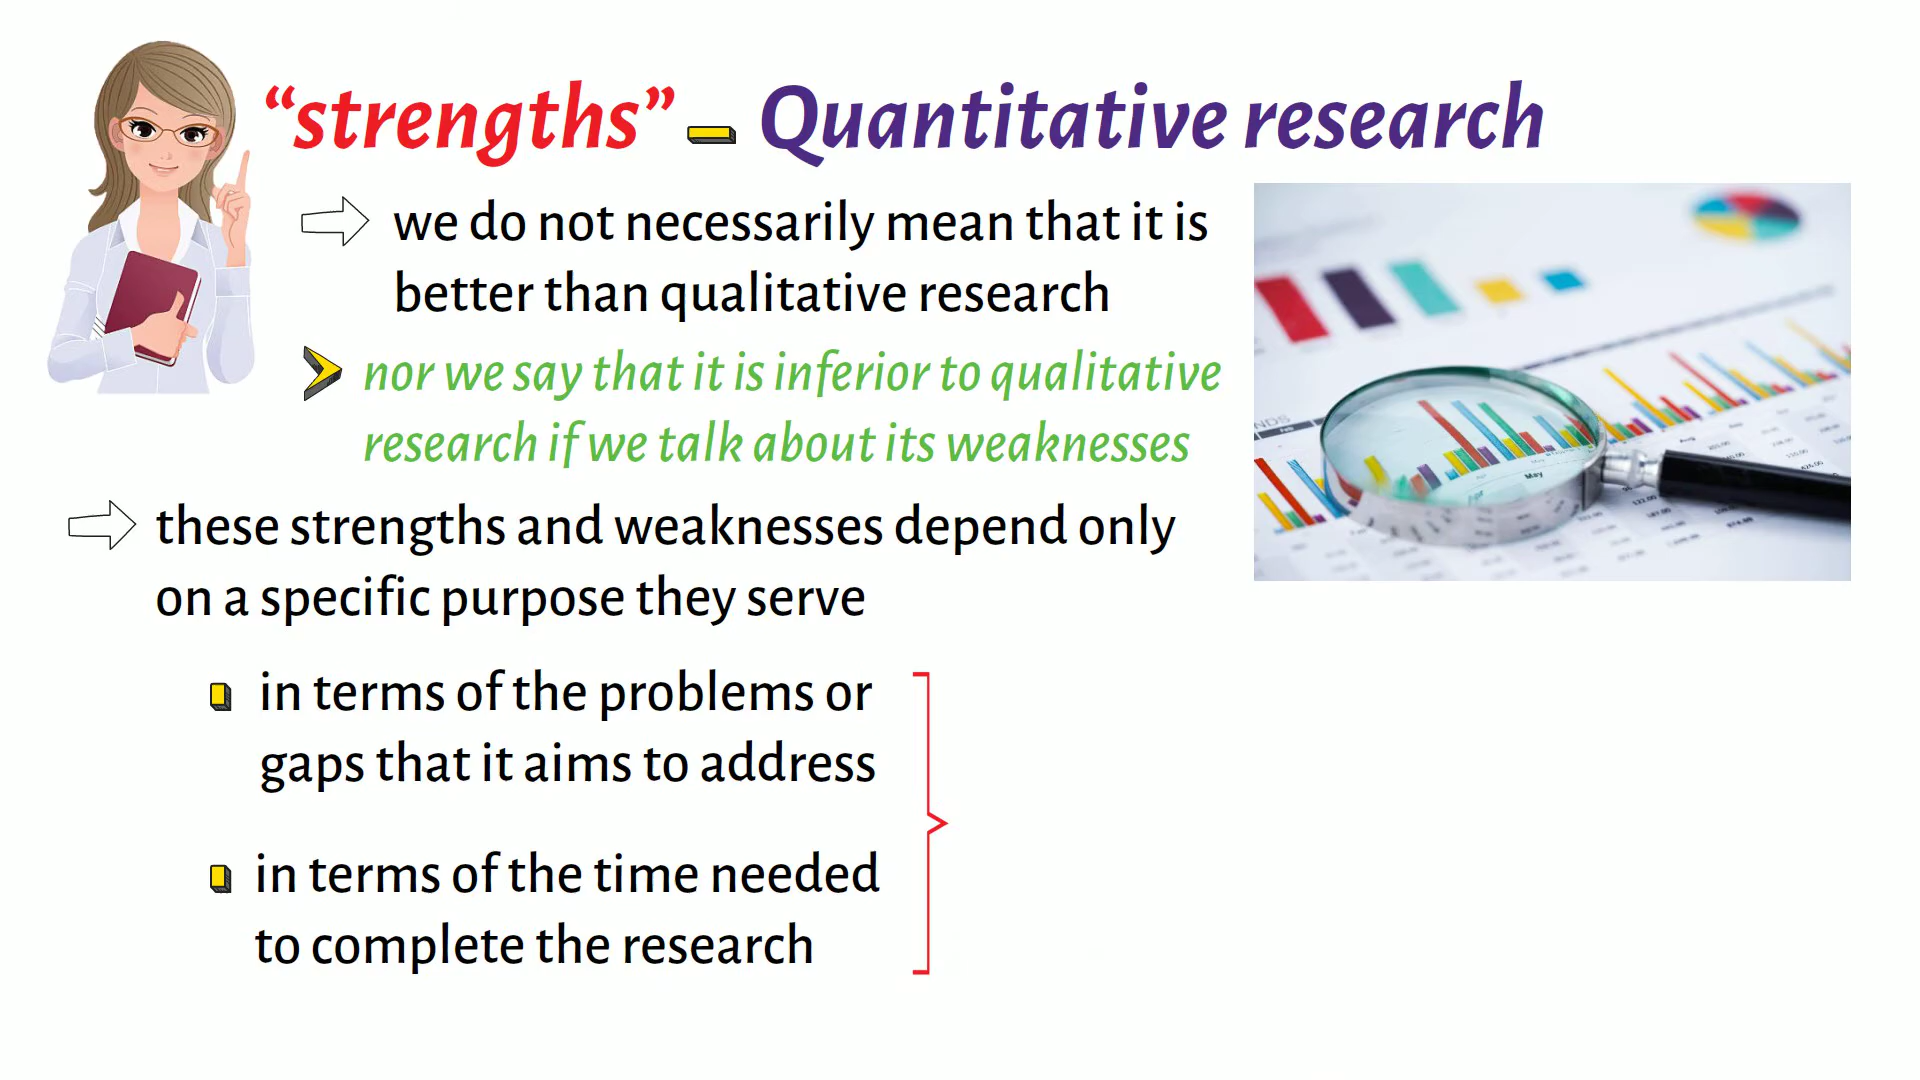 “strengths” - Quantitative research
we do not necessarily mean that it is
better than qualitative research
nor we say that it is inferior to qualitative
research if we talk about its weaknesses
these strengths and weaknesses depend only
on a specific purpose they serve
in terms of the problems or
gaps that it aims to address
in terms of the time needed
to complete the research
May